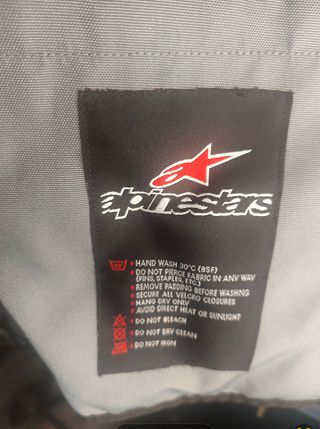 alpinestars
• HAND WASH 30°C (85F)
• DO NOT PIERCE FABRIC IN ANY WAY
(PINS, STAPLES, ETC.)
• REMOVE PADDING BEFORE WASHING
• SECURE ALL VELCRO CLOSURES
• HANG DRY ONLY
• AVOID DIRECT HEAT OR SUNLIGHT
• DO NOT BLEACH
• DO NOT DRY CLEAN
• DO NOT IRON